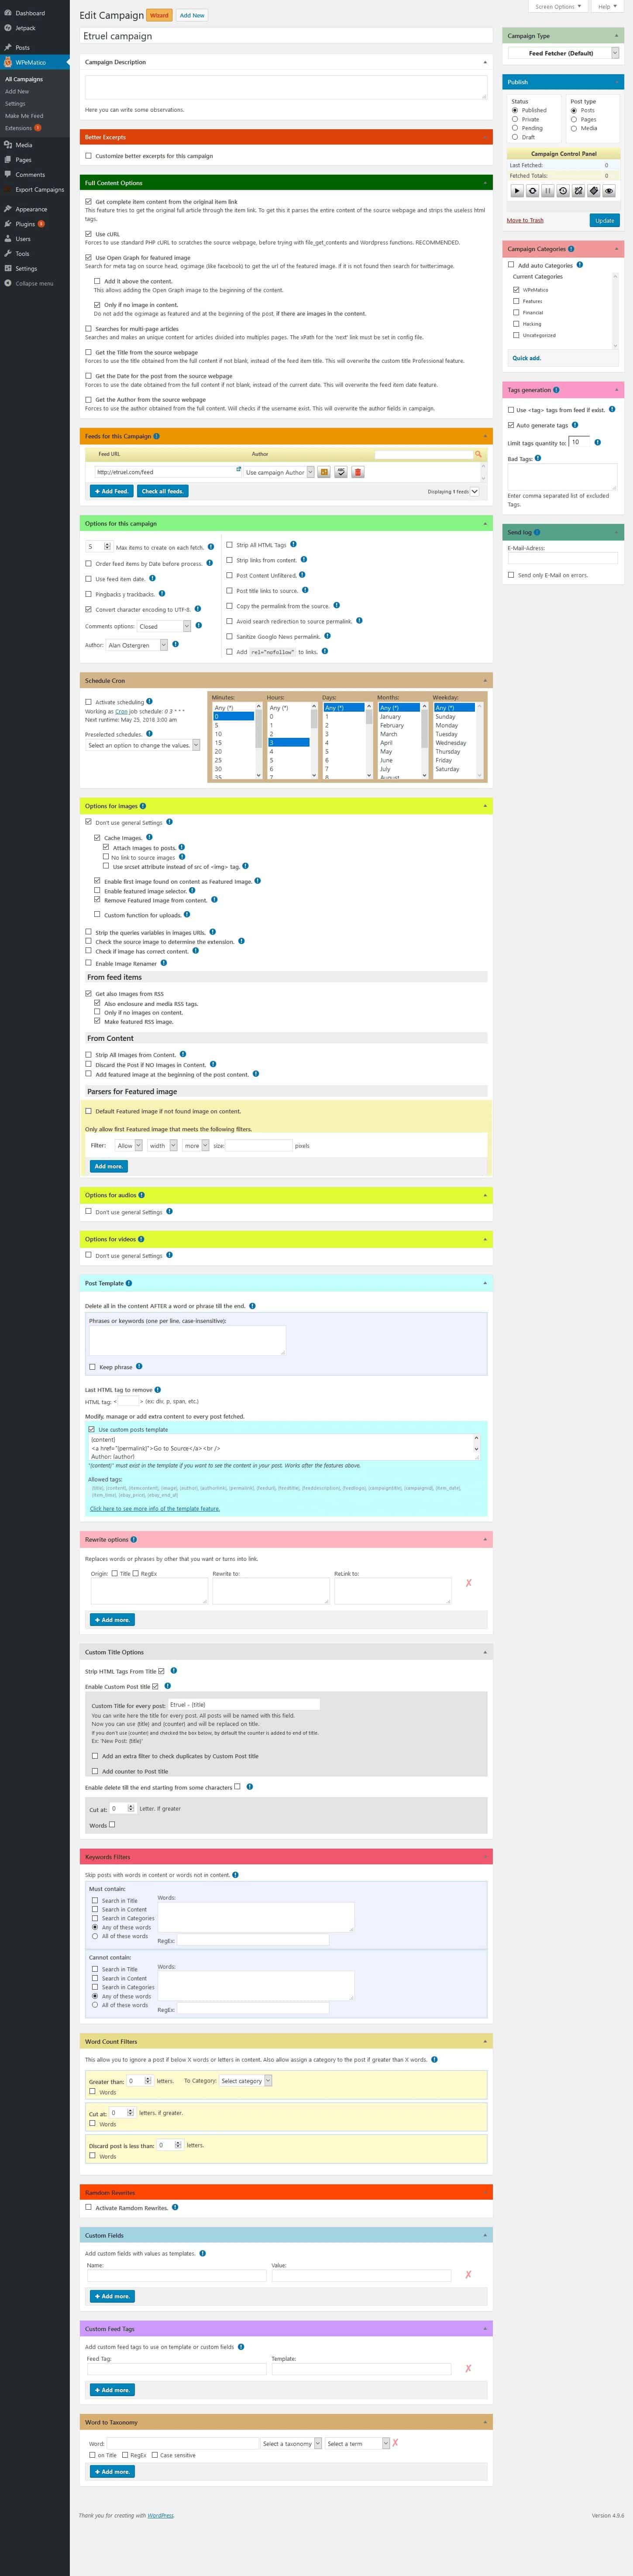 Screen Options
Help
Dashboard
Jetpack
Posts
WPeMatico
All Campaigns
Add New
Settings
Make Me Feed
Extensions
Media
Pages
Comments
Export Campaigns
Appearance
Plugins
Users
Tools
Settings
Collapse menu
Edit Campaign Wizard Add New
Etruel campaign
Campaign Description
Here you can write some observations.
Better Excerpts
Customize better excerpts for this campaign
Full Content Options
Get complete item content from the original item link
This feature tries to get the original full article through the item link. To get this it parses the entire content of the source webpage and strips the useless html tags.
Use cURL
Forces to use standard PHP cURL to scratches the source webpage, before trying with file_get_contents and Wordpress functions. RECOMMENDED.
Use Open Graph for featured image
Search for meta tag on source head, og:image (like facebook) to get the url of the featured image. If it is not found then search for twitter:image.
Add it above the content.
This allows adding the Open Graph image to the beginning of the content.
Only if no image in content.
Do not add the og:image as featured and at the beginning of the post, if there are images in the content.
Searches for multi-page articles
Searches and makes an unique content for articles divided into multiples pages. The xPath for the 'next' link must be set in config file.
Get the Title from the source webpage
Forces to use the title obtained from the full content if not blank, instead of the feed item title. This will overwrite the custom title Professional feature.
Get the Date for the post from the source webpage
Forces to use the date obtained from the full content if not blank, instead of the current date. This will overwrite the feed item date feature.
Get the Author from the source webpage
Forces to use the author obtained from the full content. Will checks if the username exist. This will overwrite the author fields in campaign.
Feeds for this Campaign
Feed URL Author
http://etruel.com/feed Use campaign Author
+ Add Feed. Check all feeds. Displaying 1 feeds
Options for this campaign
5 Max items to create on each fetch.
Order feed items by Date before process.
Use feed item date.
Pingbacks y trackbacks.
Convert character encoding to UTF-8.
Comments options: Closed
Author: Alan Ostergren
Strip All HTML Tags
Strip links from content.
Post Content Unfiltered.
Post title links to source.
Copy the permalink from the source.
Avoid search redirection to source permalink.
Sanitize Googlo News permalink.
Add rel="nofollow" to links.
Schedule Cron
Activate scheduling
Working as Cron job schedule: 0 3 * * *
Next runtime: May 25, 2018 3:00 am
Preselected schedules.
Select an option to change the values.
Minutes: Hours: Days: Months: Weekday:
Any (*) Any (*) Any (*) Any (*) Any (*)
0 0 1 January Sunday
5 1 2 February Monday
10 2 3 March Tuesday
15 3 4 April Wednesday
20 4 5 May Thursday
25 5 6 June Friday
30 6 7 July Saturday
35 7 8 August
Options for images
Don't use general Settings
Cache Images.
Attach Images to posts.
No link to source images
Use srcset attribute instead of src of <img> tag.
Enable first image found on content as Featured Image.
Enable featured image selector.
Remove Featured Image from content.
Custom function for uploads.
Strip the queries variables in images URls.
Check the source image to determine the extension.
Check if image has correct content.
Enable Image Renamer
From feed items
Get also Images from RSS
Also enclosure and media RSS tags.
Only if no images on content.
Make featured RSS image.
From Content
Strip All Images from Content.
Discard the Post if NO Images in Content.
Add featured image at the beginning of the post content.
Parsers for Featured image
Default Featured image if not found image on content.
Only allow first Featured image that meets the following filters.
Filter: Allow width more size: pixels
Add more.
Options for audios
Don't use general Settings
Options for videos
Don't use general Settings
Post Template
Delete all in the content AFTER a word or phrase till the end.
Phrases or keywords (one per line, case-insensitive):
Keep phrase
Last HTML tag to remove
HTML tag: < > (ex: div, p, span, etc.)
Modify, manage or add extra content to every post fetched.
Use custom posts template
{content}
<a href="{permalink}">Go to Source</a><br />
Author: {author}
"{content}" must exist in the template if you want to see the content in your post. Works after the features above.
Allowed tags:
{title}, {content}, {itemcontent}, {image}, {author}, {authorlink}, {permalink}, {feedurl}, {feedtitle}, {feeddescription}, {feedlogo}, {campaigntitle}, {campaignid}, {item_date},
Click here to see more info of the template feature.
Rewrite options
Replaces words or phrases by other that you want or turns into link.
Origin: Title RegEx Rewrite to: ReLink to:
✗
+ Add more.
Custom Title Options
Strip HTML Tags From Title
Enable Custom Post title
Custom Title for every post: Etruel - {title}
You can write here the title for every post. All posts will be named with this field.
Now you can use {title} and {counter} and will be replaced on title.
If you don't use {counter} and checked the box below, by default the counter is added to end of title.
Ex: 'New Post: {title}'
Add an extra filter to check duplicates by Custom Post title
Add counter to Post title
Enable delete till the end starting from some characters
Cut at: 0 Letter. If greater
Words
Keywords Filters
Skip posts with words in content or words not in content.
Must contain:
Search in Title
Search in Content
Search in Categories
Any of these words
All of these words
Words:
RegEx:
Cannot contain:
Search in Title
Search in Content
Search in Categories
Any of these words
All of these words
Words:
RegEx:
Word Count Filters
This allow you to ignore a post if below X words or letters in content. Also allow assign a category to the post if greater than X words.
Greater than: 0 letters. To Category: Select category
Words
Cut at: 0 letters. if greater.
Words
Discard post is less than: 0 letters.
Words
Ramdom Rewrites
Activate Ramdom Rewrites.
Custom Fields
Add custom fields with values as templates.
Name: Value:
✗
+ Add more.
Custom Feed Tags
Add custom feed tags to use on template or custom fields
Feed Tag: Template:
✗
+ Add more.
Word to Taxonomy
Word: Select a taxonomy Select a term ✗
on Title RegEx Case sensitive
+ Add more.
Campaign Type
Feed Fetcher (Default)
Publish
Status
Published
Private
Pending
Draft
Post type
Posts
Pages
Media
Campaign Control Panel
Last Fetched: 0
Fetched Totals: 0
Move to Trash Update
Campaign Categories
Add auto Categories
Current Categories
WPeMatico
Features
Financial
Hacking
Uncategorized
Quick add.
Tags generation
Use <tag> tags from feed if exist.
Auto generate tags
Limit tags quantity to: 10
Bad Tags:
Enter comma separated list of excluded Tags.
Send log
E-Mail-Adress:
Send only E-Mail on errors.
Thank you for creating with WordPress.
Version 4.9.6